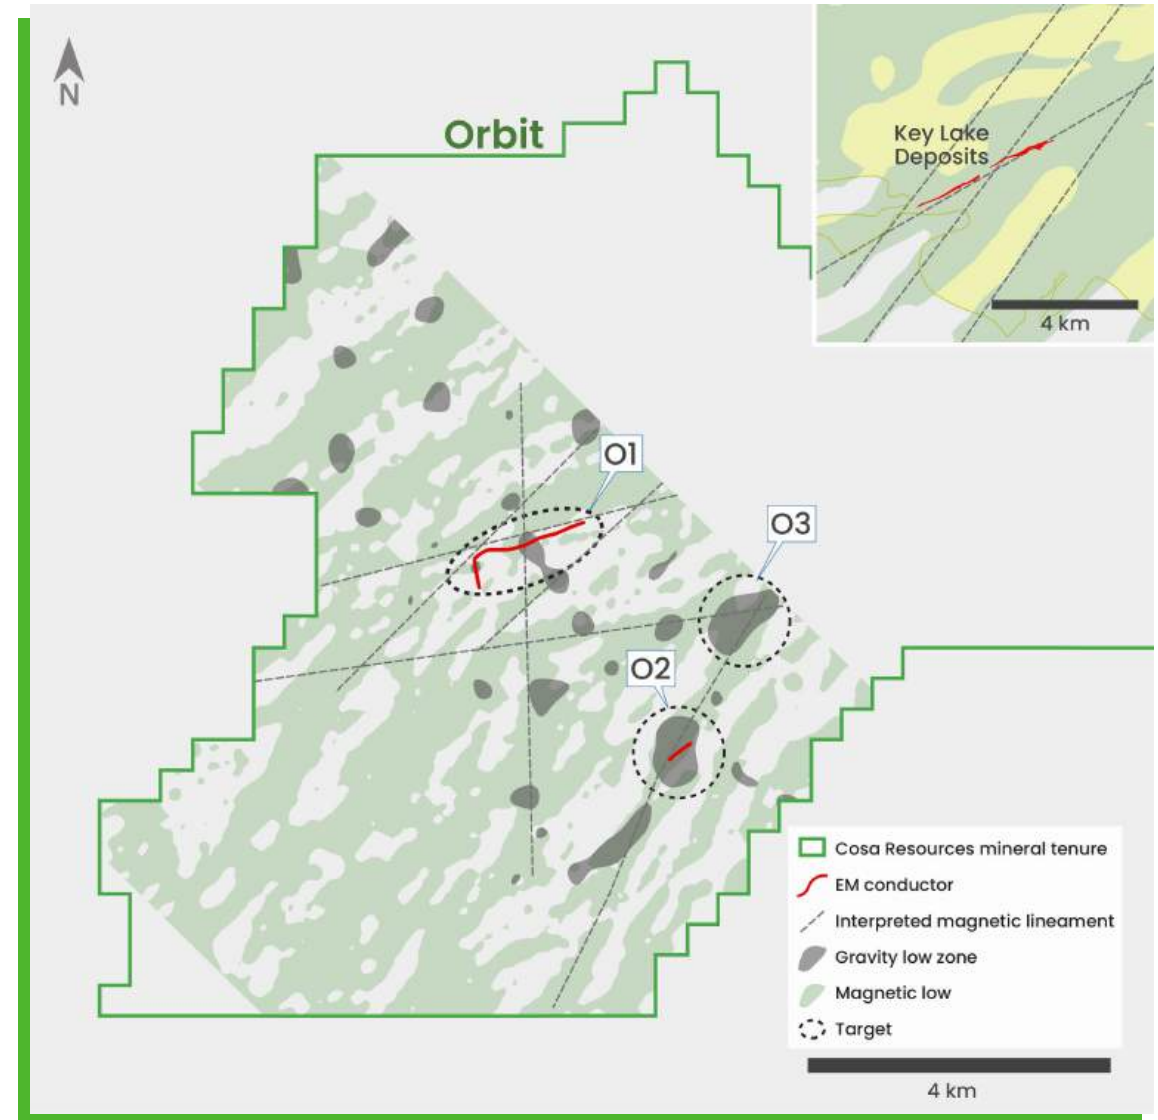 N
Orbit
Key Lake
Deposits
4 km
O1
O3
O2
Cosa Resources mineral tenure
EM conductor
Interpreted magnetic lineament
Gravity low zone
Magnetic low
Target
4 km